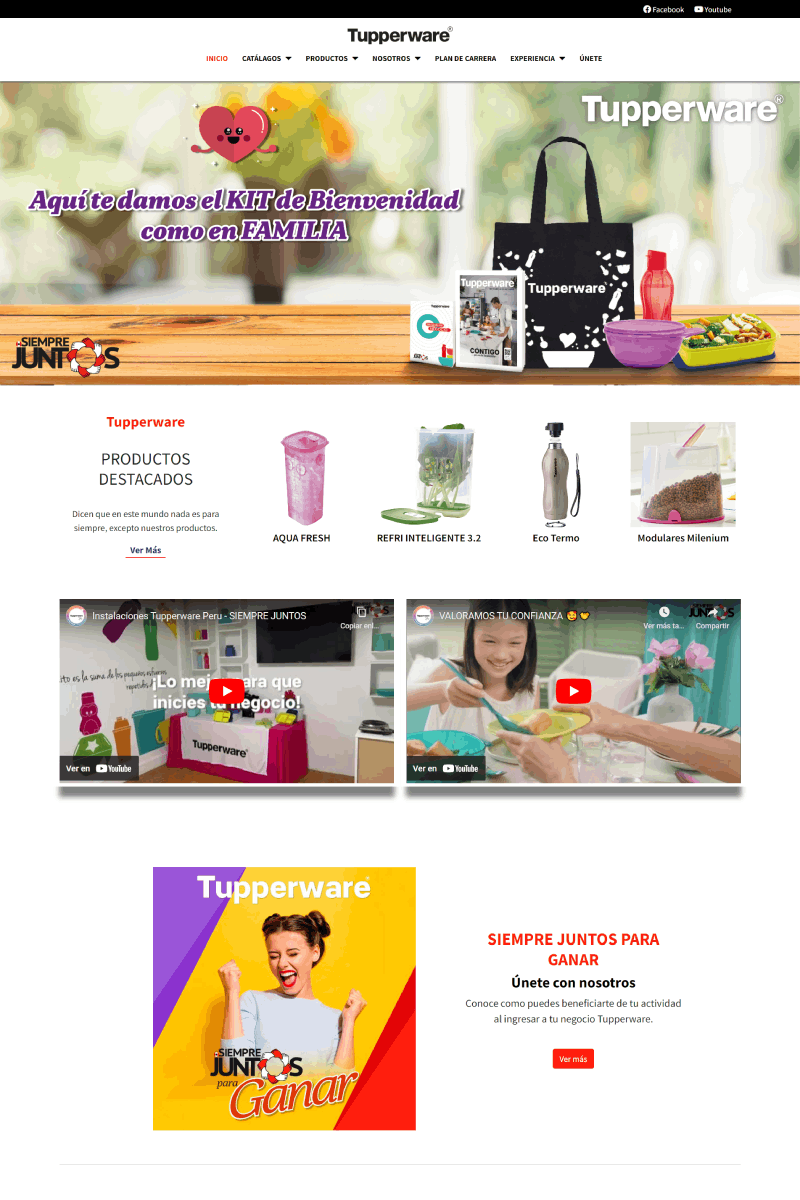 Facebook Youtube
Tupperware®
INICIO CATÁLAGOS PRODUCTOS NOSOTROS PLAN DE CARRERA EXPERIENCIA ÚNETE
Tupperware®
Aquí te damos el KIT de Bienvenidad
como en FAMILIA
Tupperware
Tupperware
CONTIGO
SIEMPRE
JUNTOS
Tupperware
PRODUCTOS
DESTACADOS
Dicen que en este mundo nada es para
siempre, excepto nuestros productos.
Ver Más
AQUA FRESH
REFRI INTELIGENTE 3.2
Eco Termo
Modulares Milenium
Instalaciones Tupperware Peru - SIEMPRE JUNTOS
Copiar enl...
¡Lo mejor para que
inicies tu negocio!
Tupperware
Ver en YouTube
VALORAMOS TU CONFIANZA 🥰💝
Ver más ta...
Compartir
Ver en YouTube
Tupperware
SIEMPRE
JUNTOS
para
Ganar
SIEMPRE JUNTOS PARA
GANAR
Únete con nosotros
Conoce como puedes beneficiarte de tu actividad
al ingresar a tu negocio Tupperware.
Ver más